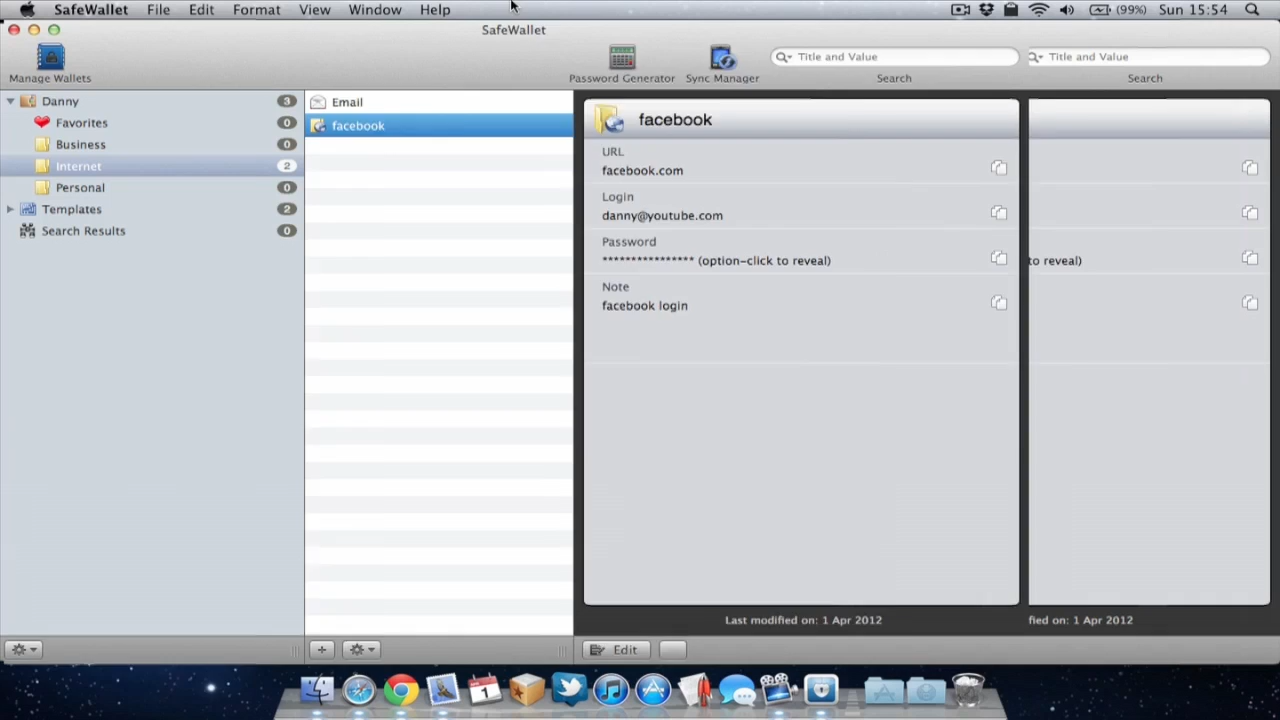 SafeWallet File Edit Format View Window Help (99%) Sun 15:54
SafeWallet
Manage Wallets
Password Generator
Sync Manager
Title and Value
Search
Title and Value
Search
Danny 3
Favorites 0
Business 0
Internet 2
Personal 0
Templates 2
Search Results 0
Email
facebook
facebook
URL
facebook.com
Login
danny@youtube.com
Password
**************** (option-click to reveal)
to reveal)
Note
facebook login
Last modified on: 1 Apr 2012
fied on: 1 Apr 2012
Edit
1